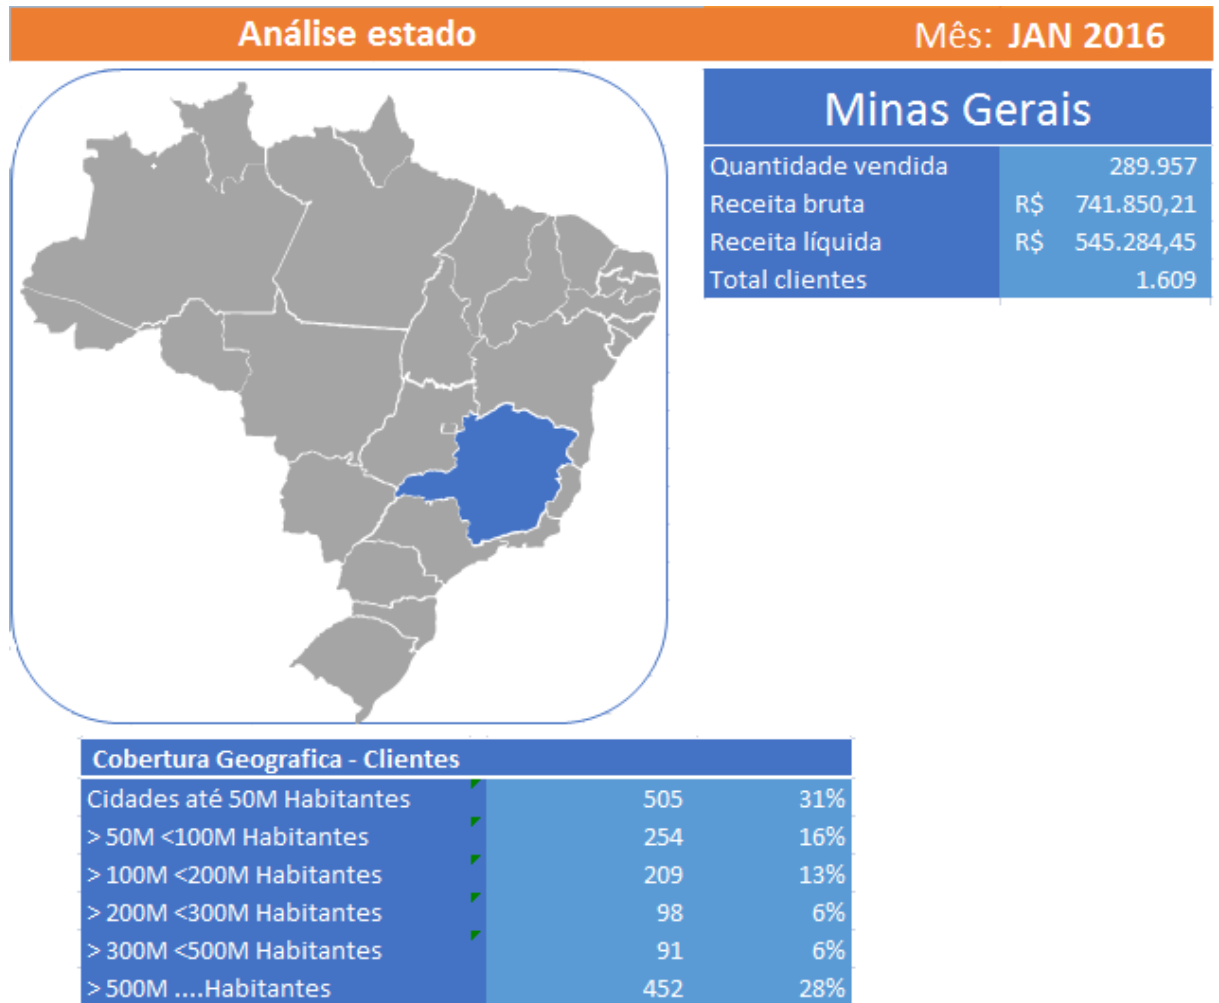 Análise estado Mês: JAN 2016
Minas Gerais
Quantidade vendida 289.957
Receita bruta R$ 741.850,21
Receita líquida R$ 545.284,45
Total clientes 1.609
Cobertura Geografica - Clientes
Cidades até 50M Habitantes 505 31%
> 50M <100M Habitantes 254 16%
> 100M <200M Habitantes 209 13%
> 200M <300M Habitantes 98 6%
> 300M <500M Habitantes 91 6%
> 500M ....Habitantes 452 28%